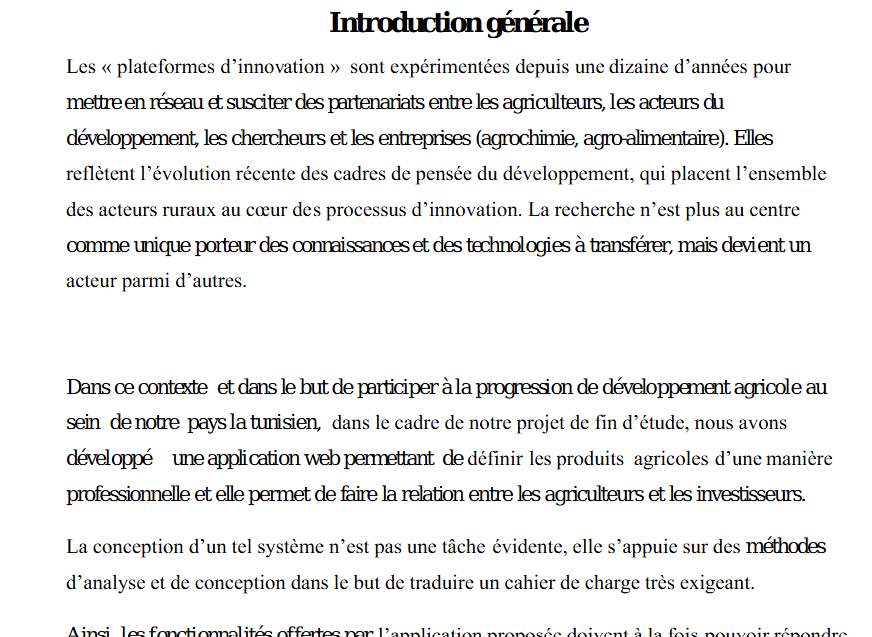 Introduction générale
Les « plateformes d’innovation » sont expérimentées depuis une dizaine d’années pour
mettre en réseau et susciter des partenariats entre les agriculteurs, les acteurs du
développement, les chercheurs et les entreprises (agrochimie, agro-alimentaire). Elles
reflètent l’évolution récente des cadres de pensée du développement, qui placent l’ensemble
des acteurs ruraux au cœur des processus d’innovation. La recherche n’est plus au centre
comme unique porteur des connaissances et des technologies à transférer, mais devient un
acteur parmi d’autres.
Dans ce contexte et dans le but de participer à la progression de développement agricole au
sein de notre pays la tunisien, dans le cadre de notre projet de fin d’étude, nous avons
développé une application web permettant de définir les produits agricoles d’une manière
professionnelle et elle permet de faire la relation entre les agriculteurs et les investisseurs.
La conception d’un tel système n’est pas une tâche évidente, elle s’appuie sur des méthodes
d’analyse et de conception dans le but de traduire un cahier de charge très exigeant.
Ainsi, les fonctionnalités offertes par l’application proposée doivent à la fois pouvoir répondre